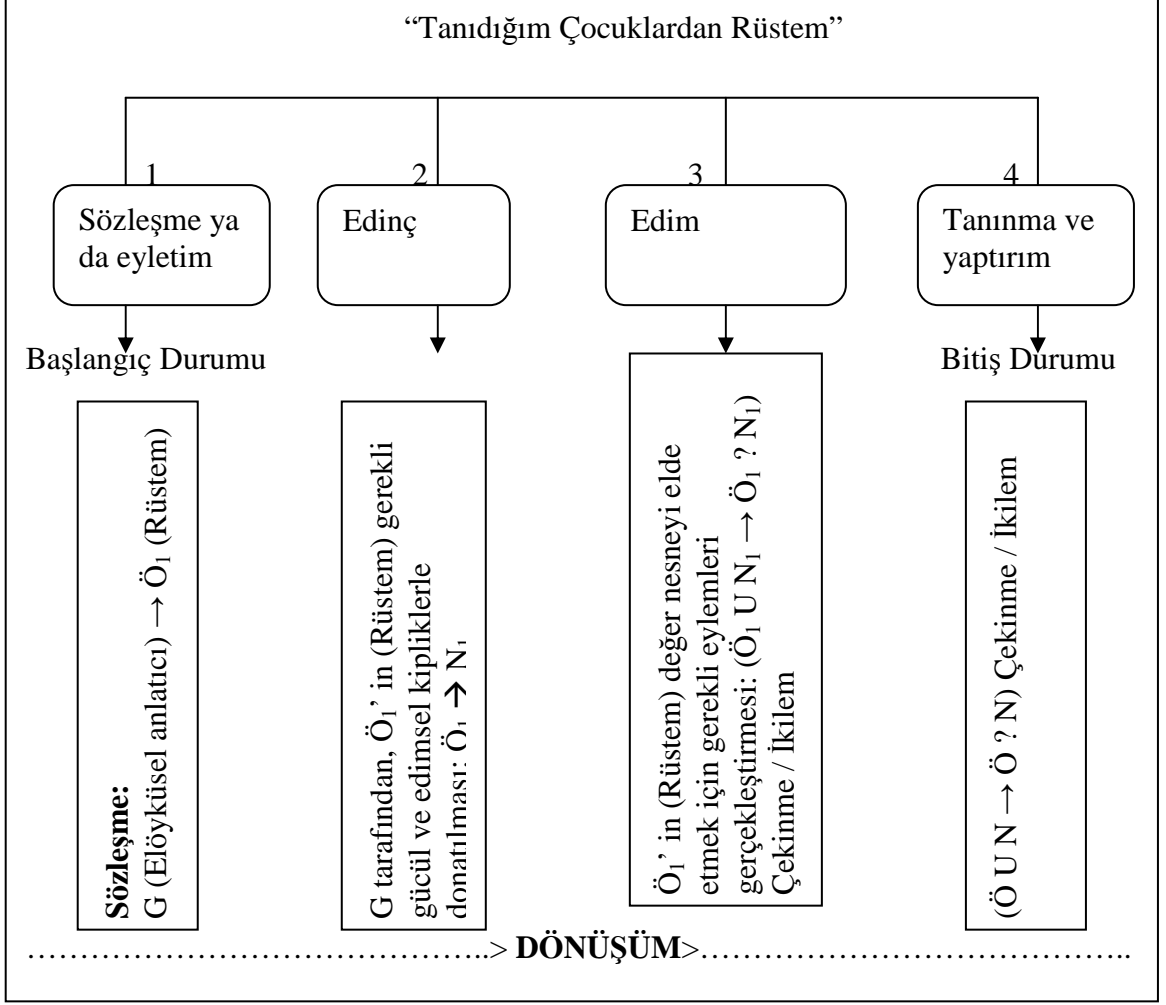 “Tanıdığım Çocuklardan Rüstem”
1
2
3
4
Sözleşme ya
da eyletim
Edinç
Edim
Tanınma ve
yaptırım
Başlangıç Durumu
Bitiş Durumu
Sözleşme:
G (Elöyküsel anlatıcı) → Ö₁ (Rüstem)
G tarafından, Ö₁’ in (Rüstem) gerekli
gücül ve edimsel kipliklerle
donatılması: Ö₁ → N₁
Ö₁’ in (Rüstem) değer nesneyi elde
etmek için gerekli eylemleri
gerçekleştirmesi: (Ö₁ U N₁ → Ö₁ ? N₁)
Çekinme / İkilem
(Ö U N → Ö ? N) Çekinme / İkilem
……………………………………..> DÖNÜŞÜM>…………………………………..